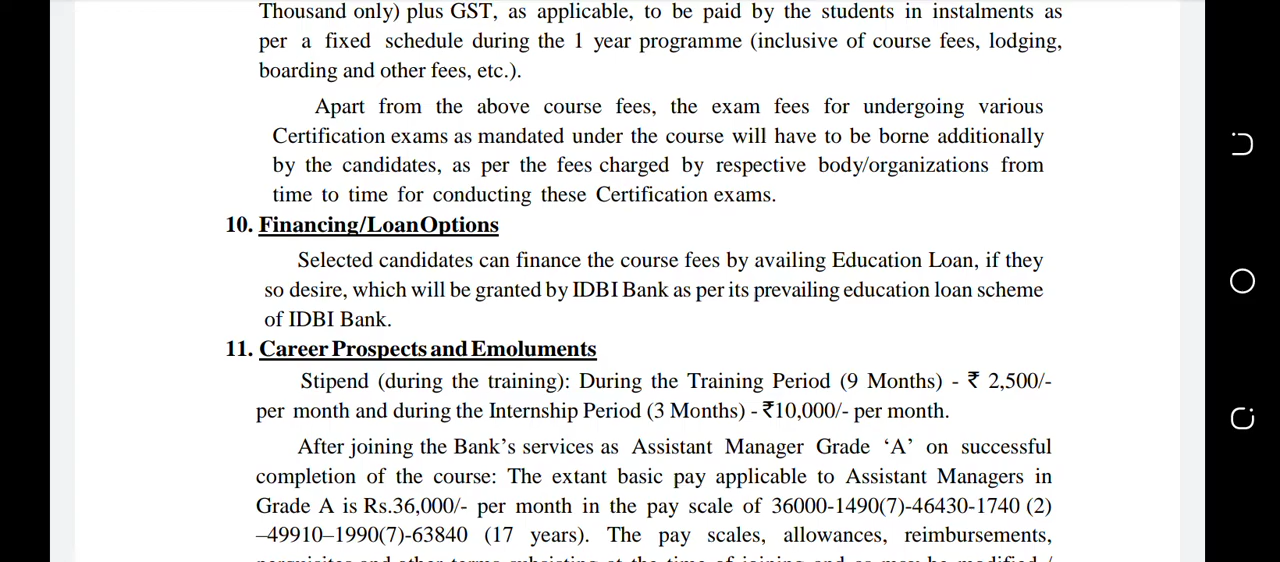 Thousand only) plus GST, as applicable, to be paid by the students in instalments as
per a fixed schedule during the 1 year programme (inclusive of course fees, lodging,
boarding and other fees, etc.).
Apart from the above course fees, the exam fees for undergoing various
Certification exams as mandated under the course will have to be borne additionally
by the candidates, as per the fees charged by respective body/organizations from
time to time for conducting these Certification exams.
10. Financing/LoanOptions
Selected candidates can finance the course fees by availing Education Loan, if they
so desire, which will be granted by IDBI Bank as per its prevailing education loan scheme
of IDBI Bank.
11. Career Prospects and Emoluments
Stipend (during the training): During the Training Period (9 Months) - ₹ 2,500/-
per month and during the Internship Period (3 Months) - ₹10,000/- per month.
After joining the Bank's services as Assistant Manager Grade ‘A’ on successful
completion of the course: The extant basic pay applicable to Assistant Managers in
Grade A is Rs.36,000/- per month in the pay scale of 36000-1490(7)-46430-1740 (2)
–49910–1990(7)-63840 (17 years). The pay scales, allowances, reimbursements,